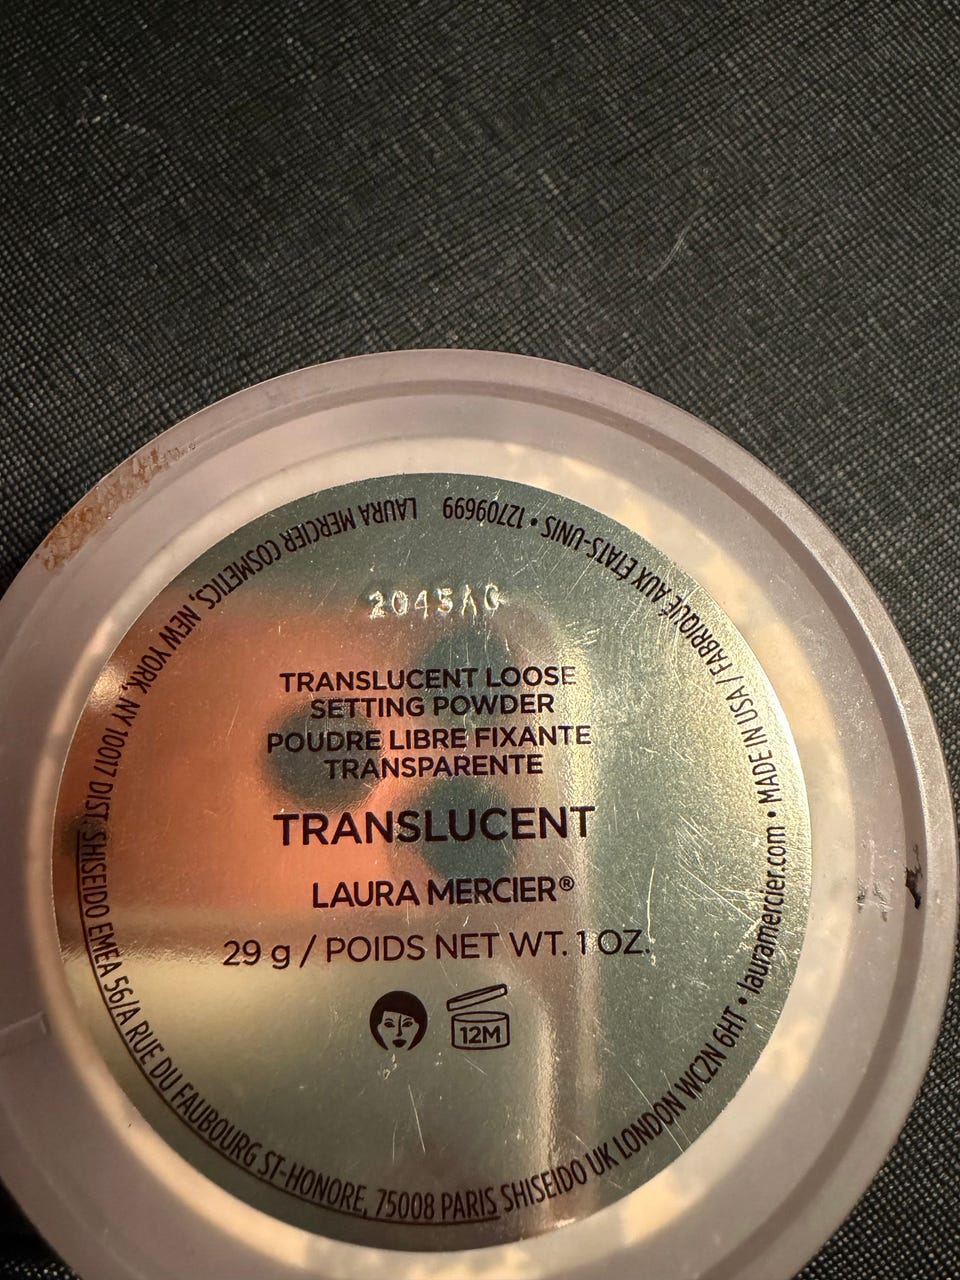 2045AG
TRANSLUCENT LOOSE
SETTING POWDER
POUDRE LIBRE FIXANTE
TRANSPARENTE
TRANSLUCENT
LAURA MERCIER®
29 g / POIDS NET WT. 1 OZ.
12M
LAURA MERCIER COSMETICS, NEW YORK, NY 10017 DIST. SHISEIDO EMEA 56/A RUE DU FAUBOURG ST-HONORE, 75008 PARIS SHISEIDO UK LONDON WC2N 6HT • lauramercier.com • MADE IN USA / FABRIQUÉ AUX ÉTATS-UNIS • 12709699